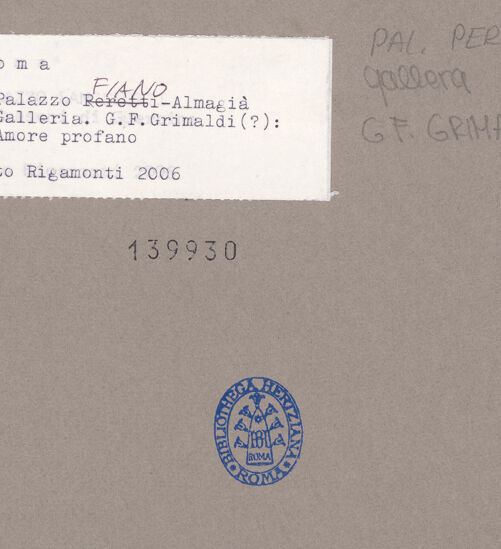 oma
FIANO
Palazzo Peretti-Almagià
Galleria. G.F.Grimaldi(?):
Amore profano
to Rigamonti 2006
PAL. PER
galleria
G F. GRIMA
139930
BIBLIOTHECA HERTZIANA
ROMA
ROMA